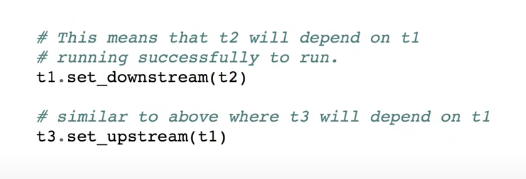 # This means that t2 will depend on t1
# running successfully to run.
t1.set_downstream(t2)
# similar to above where t3 will depend on t1
t3.set_upstream(t1)